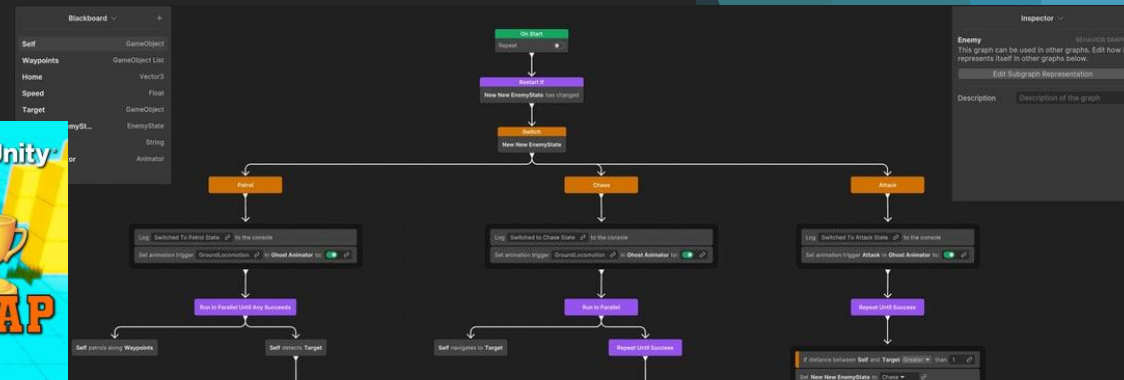 Blackboard
+
Self GameObject
Waypoints GameObject List
Home Vector3
Speed Float
Target GameObject
mySt... EnemyState
String
or Animator
Unity
AP
On Start
Repeat
Restart If
New New EnemyState has changed
Switch
New New EnemyState
Patrol
Chase
Attack
Log Switched To Patrol State to the console
Set animation trigger GroundLocomotion in Ghost Animator to:
Log Switched to Chase State to the console
Set animation trigger GroundLocomotion in Ghost Animator to:
Log Switched To Attack State to the console
Set animation trigger Attack in Ghost Animator to:
Run In Parallel Until Any Succeeds
Run In Parallel
Repeat Until Success
Self patrols along Waypoints
Self detects Target
Self navigates to Target
Repeat Until Success
If distance between Self and Target Greater than 1
Set New New EnemyState to: Chase
Inspector
Enemy BEHAVIOR GRAPH
This graph can be used in other graphs. Edit how i
represents itself in other graphs below.
Edit Subgraph Representation
Description Description of the graph